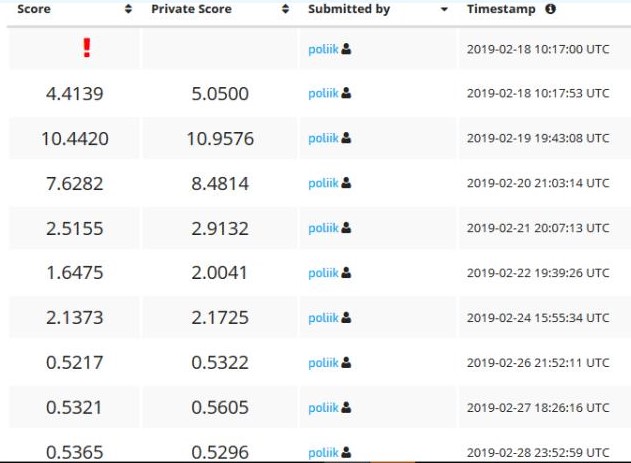 Score Private Score Submitted by Timestamp
! poliik 2019-02-18 10:17:00 UTC
4.4139 5.0500 poliik 2019-02-18 10:17:53 UTC
10.4420 10.9576 poliik 2019-02-19 19:43:08 UTC
7.6282 8.4814 poliik 2019-02-20 21:03:14 UTC
2.5155 2.9132 poliik 2019-02-21 20:07:13 UTC
1.6475 2.0041 poliik 2019-02-22 19:39:26 UTC
2.1373 2.1725 poliik 2019-02-24 15:55:34 UTC
0.5217 0.5322 poliik 2019-02-26 21:52:11 UTC
0.5321 0.5605 poliik 2019-02-27 18:26:16 UTC
0.5365 0.5296 poliik 2019-02-28 23:52:59 UTC